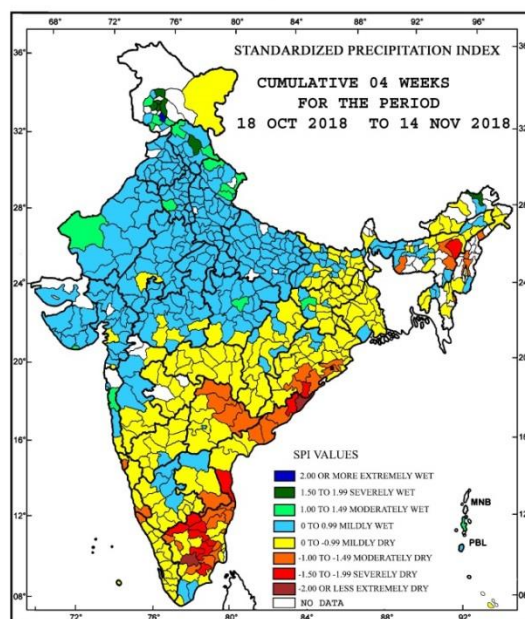 68° 72° 76° 80° 84° 88° 92° 96°
STANDARDIZED PRECIPITATION INDEX
CUMULATIVE 04 WEEKS
FOR THE PERIOD
18 OCT 2018 TO 14 NOV 2018
36°
32°
28°
24°
20°
16°
12°
08°
SPI VALUES
2.00 OR MORE EXTREMELY WET
1.50 TO 1.99 SEVERELY WET
1.00 TO 1.49 MODERATELY WET
0 TO 0.99 MILDLY WET
0 TO -0.99 MILDLY DRY
-1.00 TO -1.49 MODERATELY DRY
-1.50 TO -1.99 SEVERELY DRY
-2.00 OR LESS EXTREMELY DRY
NO DATA
MNB
PBL
72° 76° 80° 84° 88° 92°